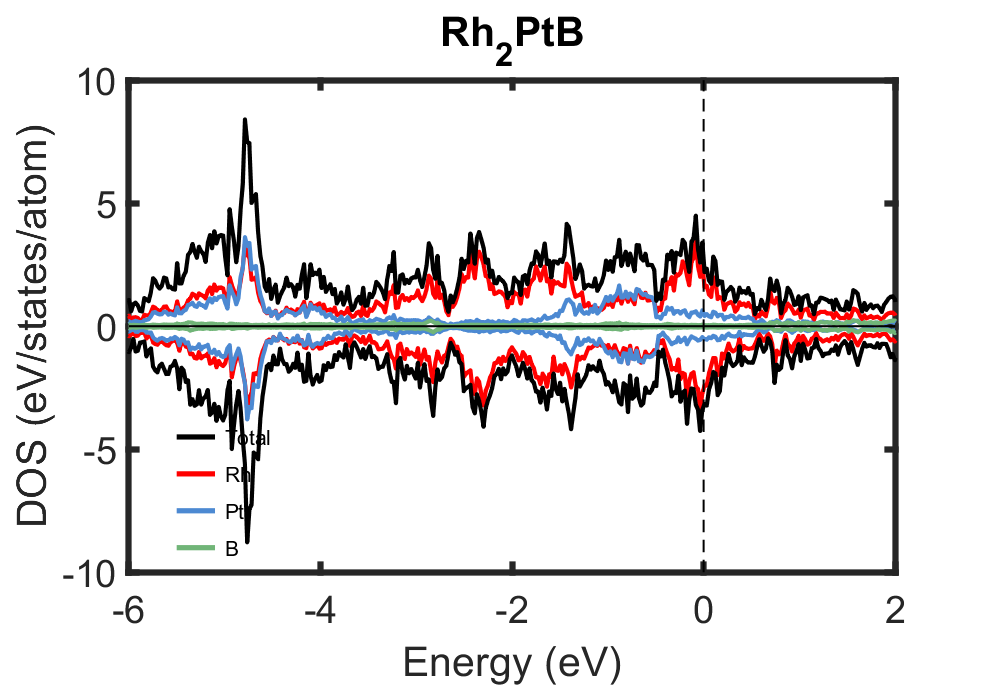 Rh₂PtB
10
5
0
-5
-10
DOS (eV/states/atom)
Total
Rh
Pt
B
-6 -4 -2 0 2
Energy (eV)